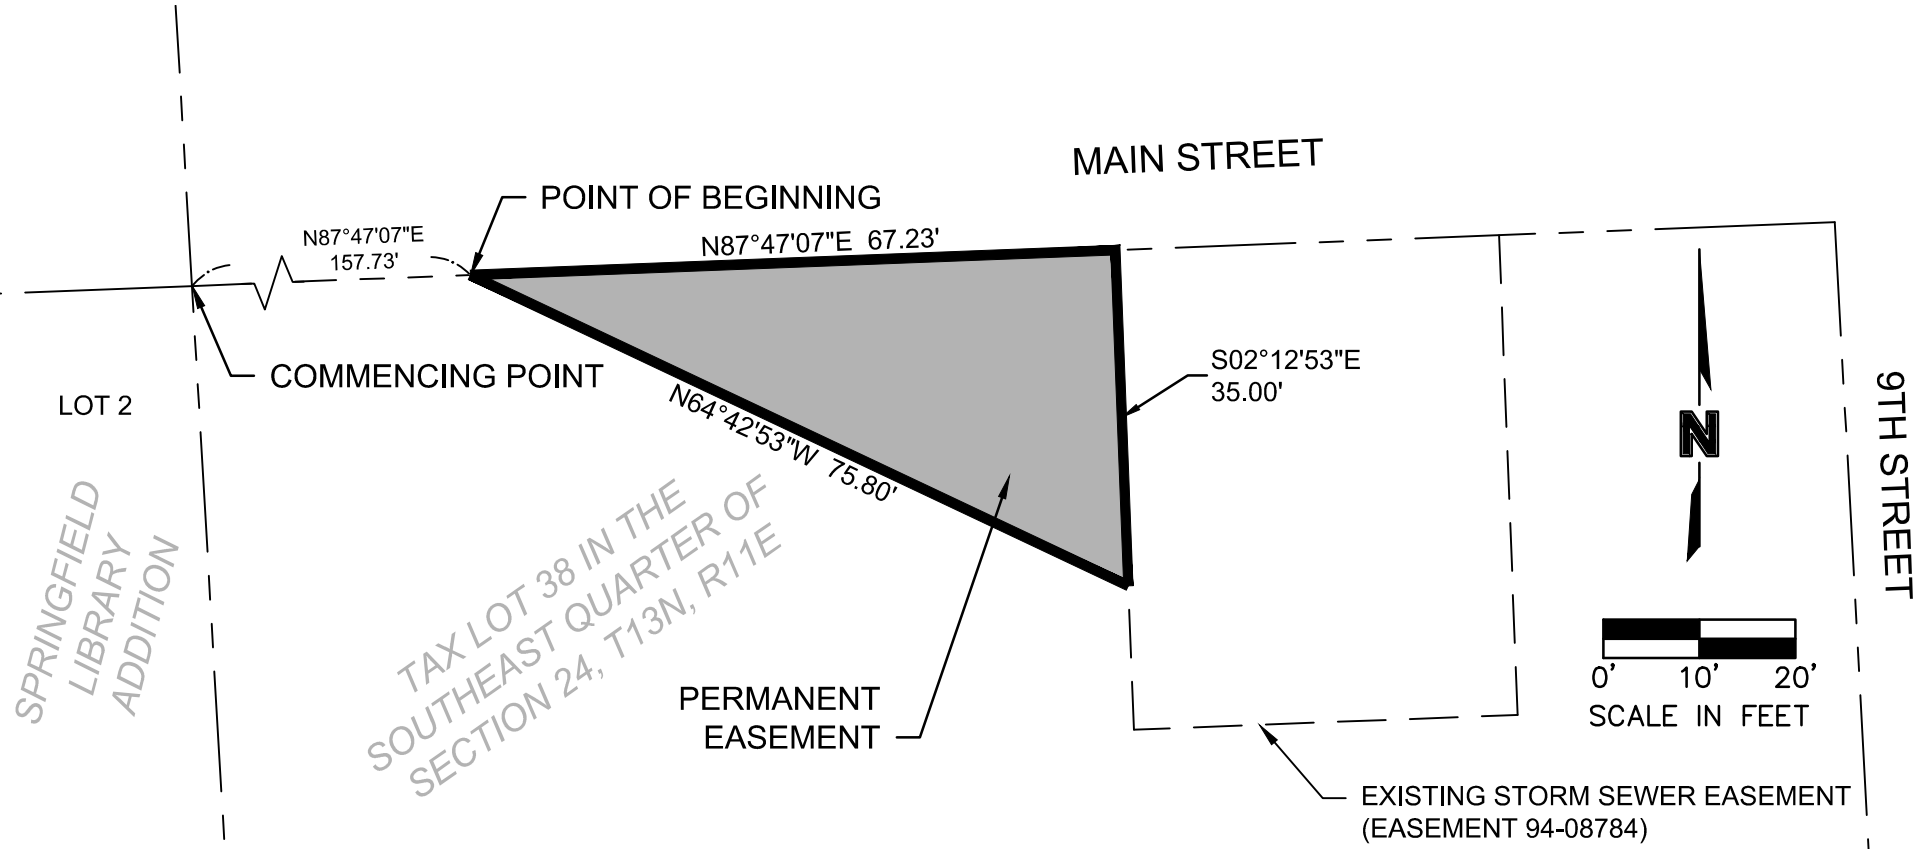 MAIN STREET
POINT OF BEGINNING
N87°47'07"E
157.73'
N87°47'07"E 67.23'
COMMENCING POINT
S02°12'53"E
35.00'
LOT 2
N64°42'53"W 75.80'
9TH STREET
N
SPRINGFIELD
LIBRARY
ADDITION
TAX LOT 38 IN THE
SOUTHEAST QUARTER OF
SECTION 24, T13N, R11E
PERMANENT
EASEMENT
0' 10' 20'
SCALE IN FEET
EXISTING STORM SEWER EASEMENT
(EASEMENT 94-08784)